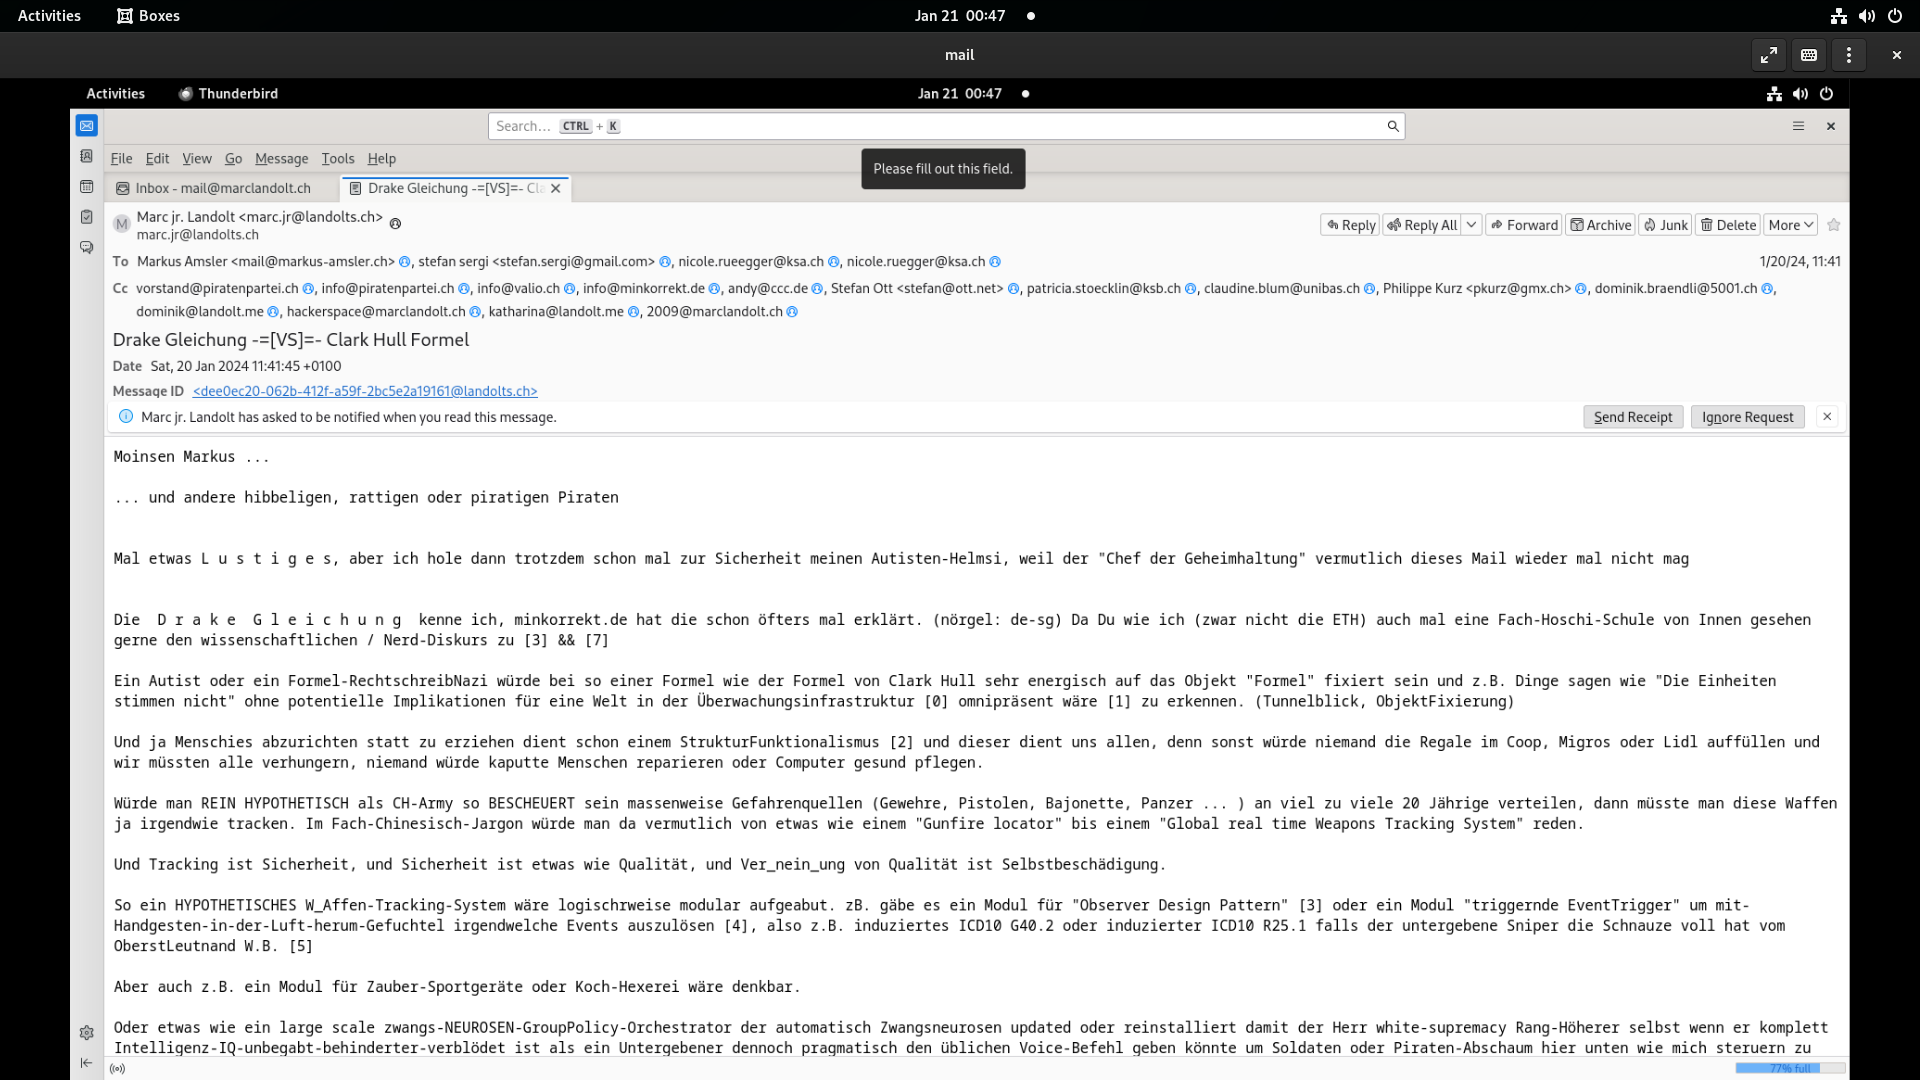 Activities Boxes Jan 21 00:47
mail
Activities Thunderbird Jan 21 00:47
Search... CTRL + K
File Edit View Go Message Tools Help
Please fill out this field.
Inbox - mail@marclandolt.ch Drake Gleichung -=[VS]=- Cl
M Marc jr. Landolt <marc.jr@landolts.ch>
marc.jr@landolts.ch
Reply Reply All Forward Archive Junk Delete More
To Markus Amsler <mail@markus-amsler.ch>, stefan sergi <stefan.sergi@gmail.com>, nicole.rueegger@ksa.ch, nicole.ruegger@ksa.ch 1/20/24, 11:41
Cc vorstand@piratenpartei.ch, info@piratenpartei.ch, info@valio.ch, info@minkorrekt.de, andy@ccc.de, Stefan Ott <stefan@ott.net>, patricia.stoecklin@ksb.ch, claudine.blum@unibas.ch, Philippe Kurz <pkurz@gmx.ch>, dominik.braendli@5001.ch,
dominik@landolt.me, hackerspace@marclandolt.ch, katharina@landolt.me, 2009@marclandolt.ch
Drake Gleichung -=[VS]=- Clark Hull Formel
Date Sat, 20 Jan 2024 11:41:45 +0100
Message ID <dee0ec20-062b-412f-a59f-2bc5e2a19161@landolts.ch>
Marc jr. Landolt has asked to be notified when you read this message. Send Receipt Ignore Request
Moinsen Markus ...
... und andere hibbeligen, rattigen oder piratigen Piraten
Mal etwas L u s t i g e s, aber ich hole dann trotzdem schon mal zur Sicherheit meinen Autisten-Helmsi, weil der "Chef der Geheimhaltung" vermutlich dieses Mail wieder mal nicht mag
Die D r a k e  G l e i c h u n g kenne ich, minkorrekt.de hat die schon öfters mal erklärt. (nörgel: de-sg) Da Du wie ich (zwar nicht die ETH) auch mal eine Fach-Hoschi-Schule von Innen gesehen
gerne den wissenschaftlichen / Nerd-Diskurs zu [3] && [7]
Ein Autist oder ein Formel-RechtschreibNazi würde bei so einer Formel wie der Formel von Clark Hull sehr energisch auf das Objekt "Formel" fixiert sein und z.B. Dinge sagen wie "Die Einheiten
stimmen nicht" ohne potentielle Implikationen für eine Welt in der Überwachungsinfrastruktur [0] omnipräsent wäre [1] zu erkennen. (Tunnelblick, ObjektFixierung)
Und ja Menschies abzurichten statt zu erziehen dient schon einem StrukturFunktionalismus [2] und dieser dient uns allen, denn sonst würde niemand die Regale im Coop, Migros oder Lidl auffüllen und
wir müssten alle verhungern, niemand würde kaputte Menschen reparieren oder Computer gesund pflegen.
Würde man REIN HYPOTHETISCH als CH-Army so BESCHEUERT sein massenweise Gefahrenquellen (Gewehre, Pistolen, Bajonette, Panzer ... ) an viel zu viele 20 Jährige verteilen, dann müsste man diese Waffen
ja irgendwie tracken. Im Fach-Chinesisch-Jargon würde man da vermutlich von etwas wie einem "Gunfire locator" bis einem "Global real time Weapons Tracking System" reden.
Und Tracking ist Sicherheit, und Sicherheit ist etwas wie Qualität, und Ver_nein_ung von Qualität ist Selbstbeschädigung.
So ein HYPOTHETISCHES W_Affen-Tracking-System wäre logischrweise modular aufgeabut. zB. gäbe es ein Modul für "Observer Design Pattern" [3] oder ein Modul "triggernde EventTrigger" um mit-
Handgesten-in-der-Luft-herum-Gefuchtel irgendwelche Events auszulösen [4], also z.B. induziertes ICD10 G40.2 oder induzierter ICD10 R25.1 falls der untergebene Sniper die Schnauze voll hat vom
OberstLeutnand W.B. [5]
Aber auch z.B. ein Modul für Zauber-Sportgeräte oder Koch-Hexerei wäre denkbar.
Oder etwas wie ein large scale zwangs-NEUROSEN-GroupPolicy-Orchestrator der automatisch Zwangsneurosen updated oder reinstalliert damit der Herr white-supremacy Rang-Höherer selbst wenn er komplett
Intelligenz-IQ-unbegabt-behinderter-verblödet ist als ein Untergebener dennoch pragmatisch den üblichen Voice-Befehl geben könnte um Soldaten oder Piraten-Abschaum hier unten wie mich steruern zu
77% full